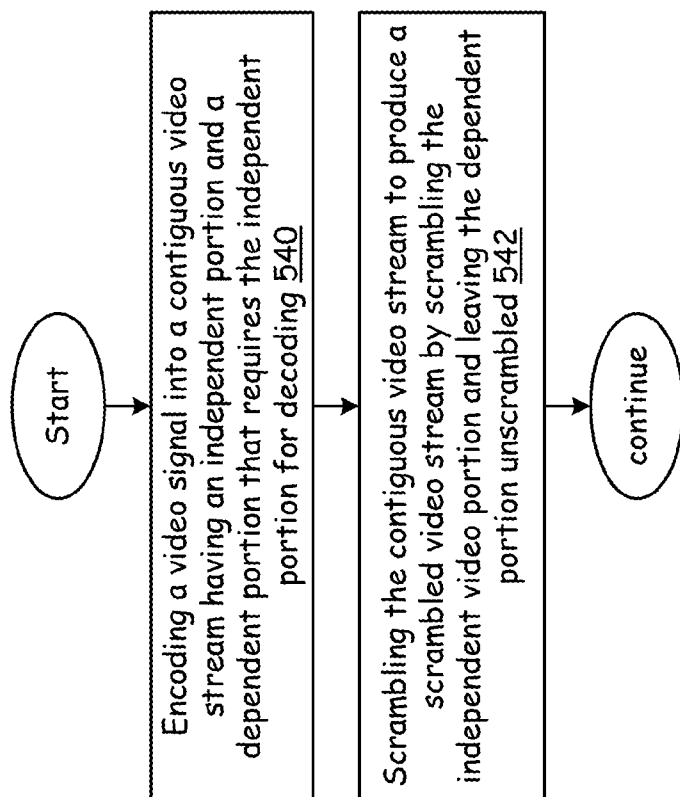 Start
Encoding a video signal into a contiguous video
stream having an independent portion and a
dependent portion that requires the independent
portion for decoding 540
Scrambling the contiguous video stream to produce a
scrambled video stream by scrambling the
independent video portion and leaving the dependent
portion unscrambled 542
continue